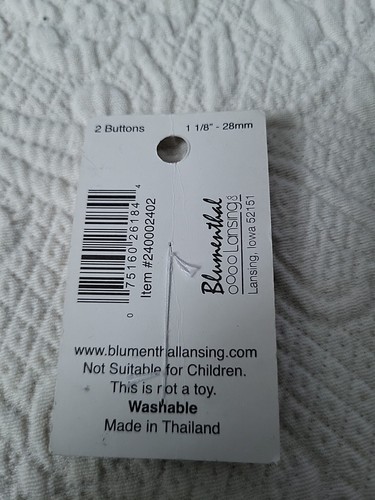 2 Buttons 1 1/8" - 28mm
0 75160 26184 4
Item #240002402
Blumenthal
Lansing Co.
Lansing, Iowa 52151
www.blumenthallansing.com
Not Suitable for Children.
This is not a toy.
Washable
Made in Thailand